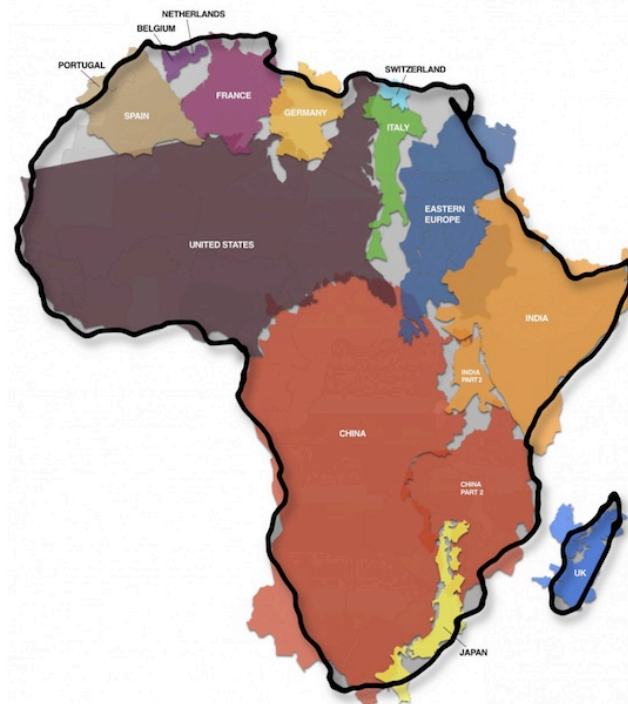 NETHERLANDS
BELGIUM
PORTUGAL
SWITZERLAND
FRANCE
SPAIN
GERMANY
ITALY
EASTERN
EUROPE
UNITED STATES
INDIA
INDIA
PART 2
CHINA
CHINA
PART 2
UK
JAPAN